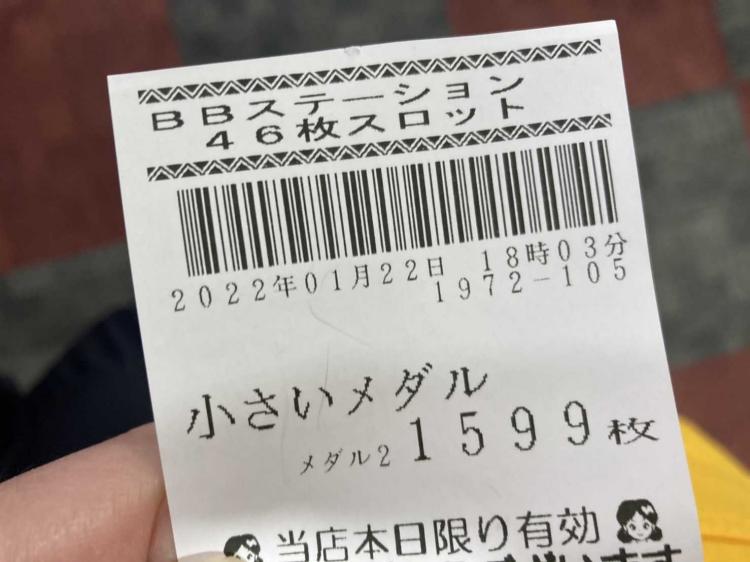 BBステーション
46枚スロット
2022年01月22日 18時03分
1972-105
小さいメダル
メダル2 1599枚
当店本日限り有効